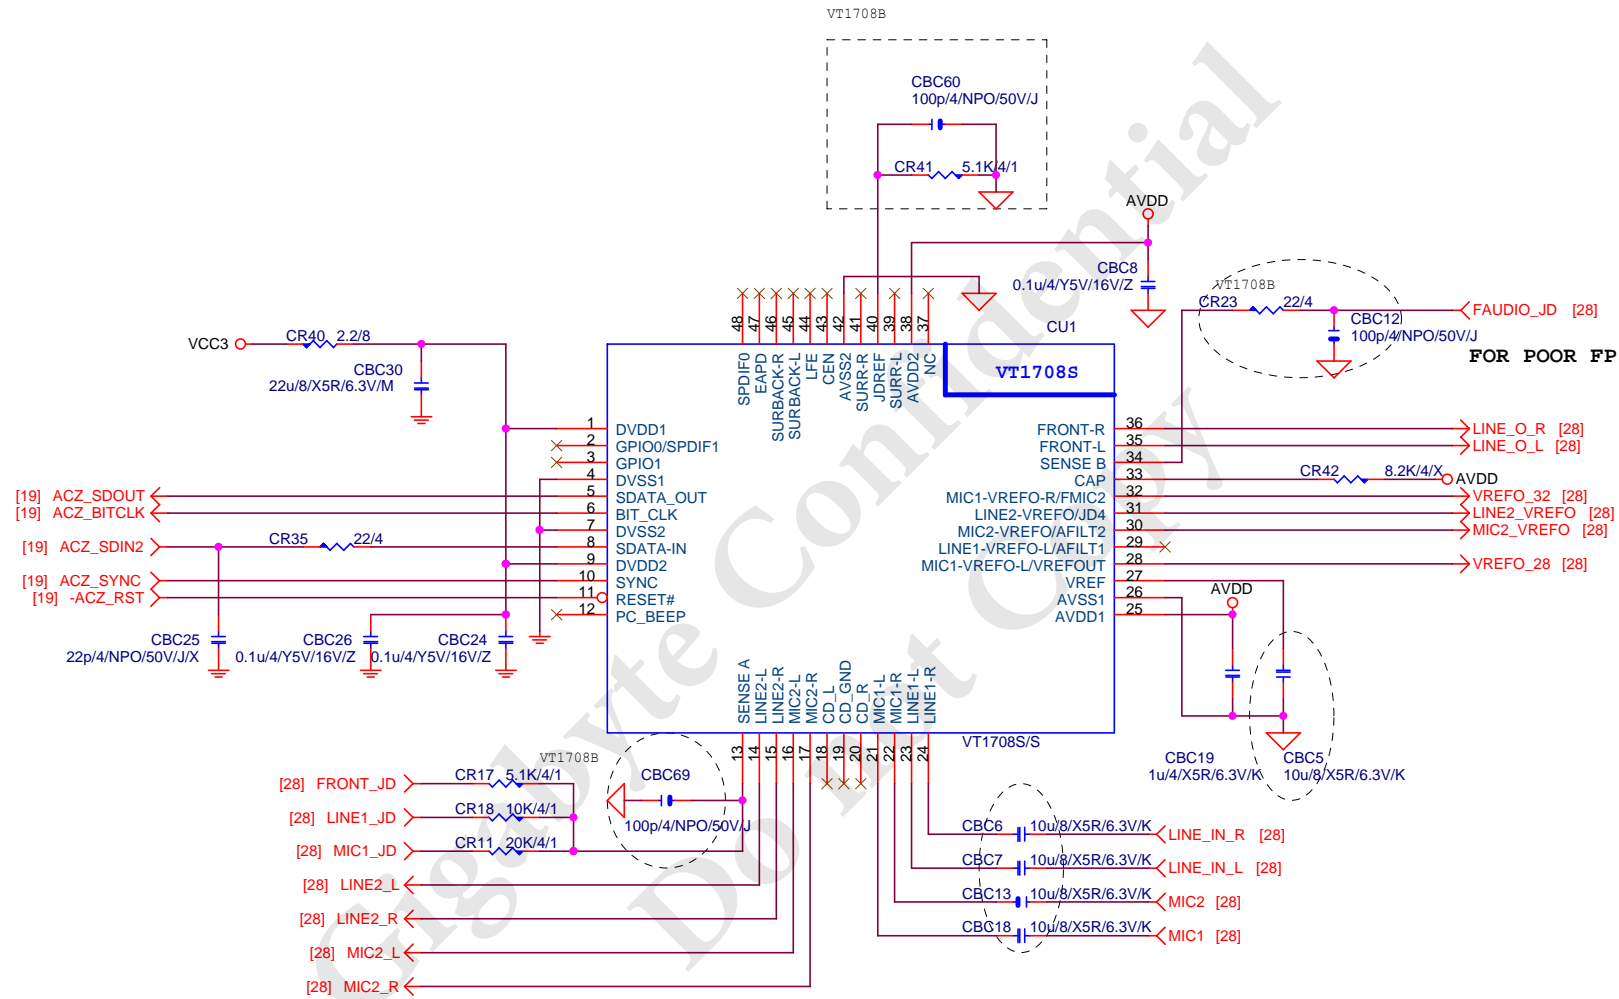 VT1708B
CBC60
100p/4/NPO/50V/J
CR41 5.1K/4/1
AVDD
CBC8
0.1u/4/Y5V/16V/Z
VT1708B
CR23 22/4
FAUDIO_JD [28]
CBC12
100p/4/NPO/50V/J
FOR POOR FP
VCC3
CR40 2.2/8
CBC30
22u/8/X5R/6.3V/M
CU1
VT1708S
48 47 46 45 44 43 42 41 40 39 38 37
SPDIF0
EAPD
SURBACK-R
SURBACK-L
LFE
CEN
AVSS2
SURR-R
JDREF
SURR-L
AVDD2
NC
1 DVDD1
2 GPIO0/SPDIF1
3 GPIO1
4 DVSS1
5 SDATA_OUT
6 BIT_CLK
7 DVSS2
8 SDATA-IN
9 DVDD2
10 SYNC
11 RESET#
12 PC_BEEP
FRONT-R 36
FRONT-L 35
SENSE B 34
CAP 33
MIC1-VREFO-R/FMIC2 32
LINE2-VREFO/JD4 31
MIC2-VREFO/AFILT2 30
LINE1-VREFO-L/AFILT1 29
MIC1-VREFO-L/VREFOUT 28
VREF 27
AVSS1 26
AVDD1 25
LINE_O_R [28]
LINE_O_L [28]
CR42 8.2K/4/X
AVDD
VREFO_32 [28]
LINE2_VREFO [28]
MIC2_VREFO [28]
VREFO_28 [28]
[19] ACZ_SDOUT
[19] ACZ_BITCLK
[19] ACZ_SDIN2
CR35 22/4
[19] ACZ_SYNC
[19] -ACZ_RST
CBC25
22p/4/NPO/50V/J/X
CBC26
0.1u/4/Y5V/16V/Z
CBC24
0.1u/4/Y5V/16V/Z
AVDD
CBC19
1u/4/X5R/6.3V/K
CBC5
10u/8/X5R/6.3V/K
SENSE A
LINE2-L
LINE2-R
MIC2-L
MIC2-R
CD_L
CD_GND
CD_R
MIC1-L
MIC1-R
LINE1-L
LINE1-R
13 14 15 16 17 18 19 20 21 22 23 24
VT1708S/S
VT1708B
CBC69
100p/4/NPO/50V/J
[28] FRONT_JD
CR17 5.1K/4/1
[28] LINE1_JD
CR18 10K/4/1
[28] MIC1_JD
CR11 20K/4/1
[28] LINE2_L
[28] LINE2_R
[28] MIC2_L
[28] MIC2_R
CBC6 10u/8/X5R/6.3V/K LINE_IN_R [28]
CBC7 10u/8/X5R/6.3V/K LINE_IN_L [28]
CBC13 10u/8/X5R/6.3V/K MIC2 [28]
CBC18 10u/8/X5R/6.3V/K MIC1 [28]
Gigabyte Confidential
Do not Copy